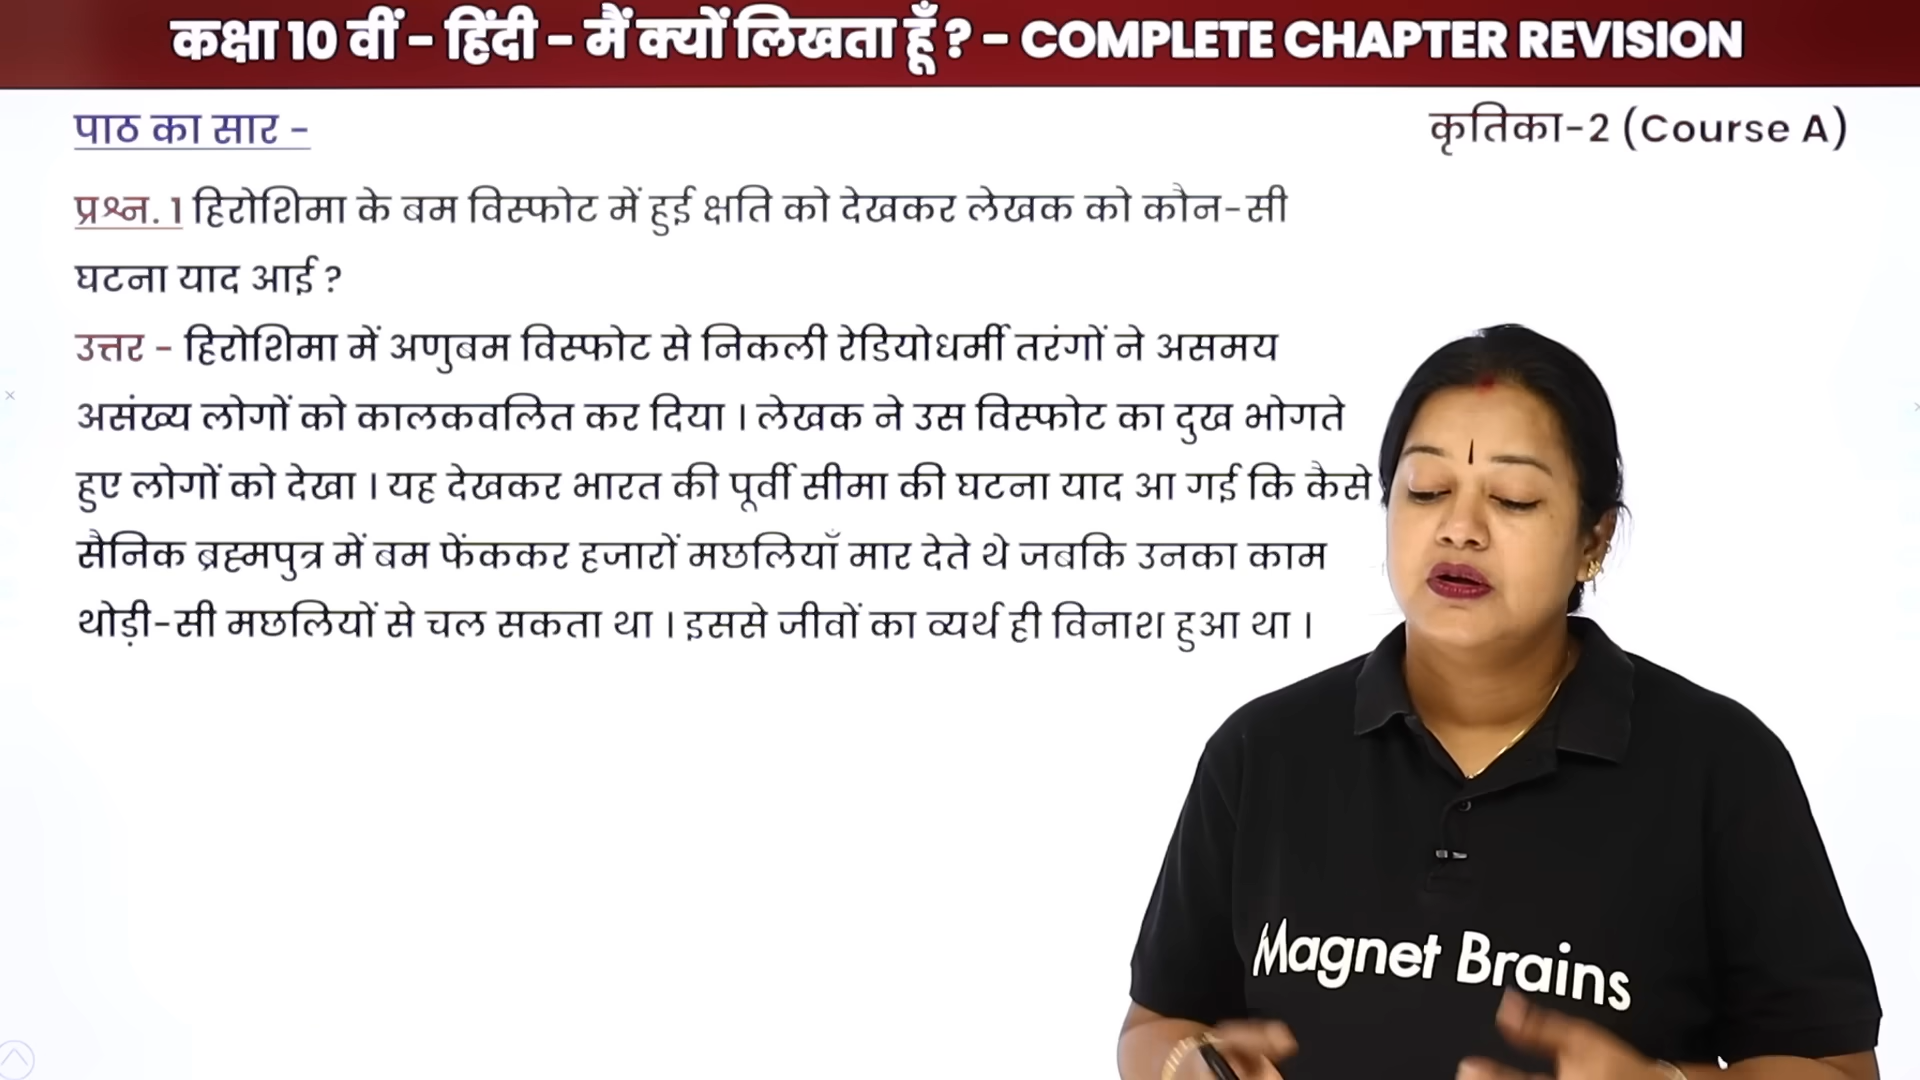 कक्षा 10 वीं - हिंदी - मैं क्यों लिखता हूँ ? - COMPLETE CHAPTER REVISION
पाठ का सार -
कृतिका-2 (Course A)
प्रश्न. 1 हिरोशिमा के बम विस्फोट में हुई क्षति को देखकर लेखक को कौन-सी
घटना याद आई ?
उत्तर - हिरोशिमा में अणुबम विस्फोट से निकली रेडियोधर्मी तरंगों ने असमय
असंख्य लोगों को कालकवलित कर दिया । लेखक ने उस विस्फोट का दुख भोगते
हुए लोगों को देखा । यह देखकर भारत की पूर्वी सीमा की घटना याद आ गई कि कैसे
सैनिक ब्रह्मपुत्र में बम फेंककर हजारों मछलियाँ मार देते थे जबकि उनका काम
थोड़ी-सी मछलियों से चल सकता था । इससे जीवों का व्यर्थ ही विनाश हुआ था ।
Magnet Brains